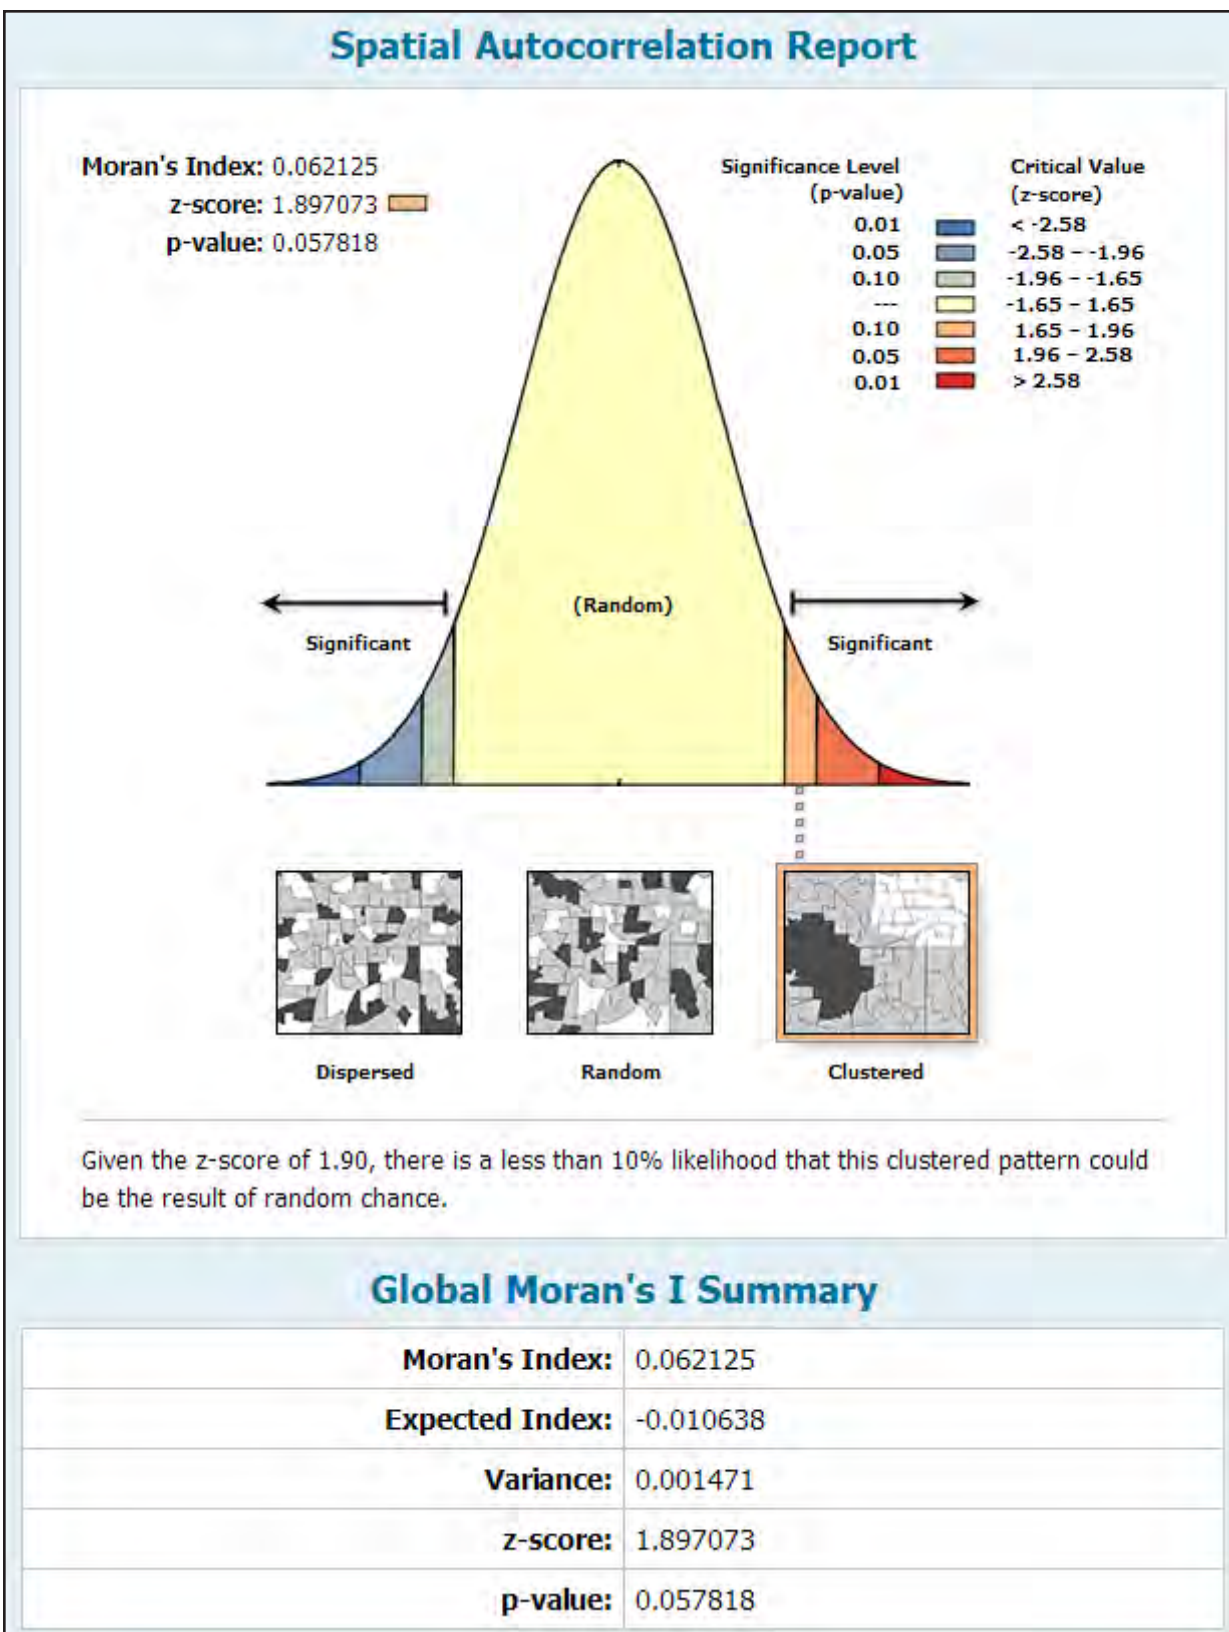 Spatial Autocorrelation Report
Moran's Index: 0.062125
z-score: 1.897073
p-value: 0.057818
Significance Level
(p-value)
Critical Value
(z-score)
0.01 < -2.58
0.05 -2.58 – -1.96
0.10 -1.96 – -1.65
--- -1.65 – 1.65
0.10 1.65 – 1.96
0.05 1.96 – 2.58
0.01 > 2.58
(Random)
Significant
Significant
Dispersed
Random
Clustered
Given the z-score of 1.90, there is a less than 10% likelihood that this clustered pattern could
be the result of random chance.
Global Moran's I Summary
Moran's Index: 0.062125
Expected Index: -0.010638
Variance: 0.001471
z-score: 1.897073
p-value: 0.057818